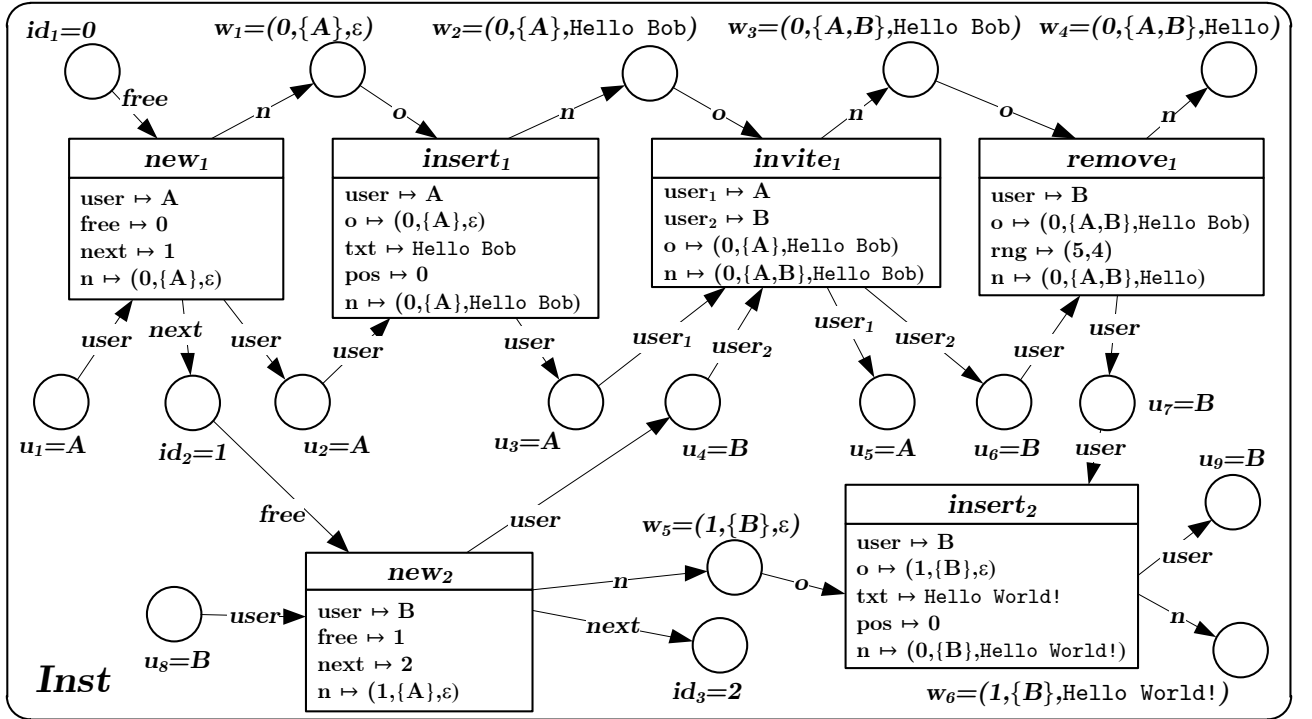 id₁=0
w₁=(0,{A},ε)
w₂=(0,{A},Hello Bob)
w₃=(0,{A,B},Hello Bob)
w₄=(0,{A,B},Hello)
free
n
o
n
o
n
o
n
new₁
user ↦ A
free ↦ 0
next ↦ 1
n ↦ (0,{A},ε)
insert₁
user ↦ A
o ↦ (0,{A},ε)
txt ↦ Hello Bob
pos ↦ 0
n ↦ (0,{A},Hello Bob)
invite₁
user₁ ↦ A
user₂ ↦ B
o ↦ (0,{A},Hello Bob)
n ↦ (0,{A,B},Hello Bob)
remove₁
user ↦ B
o ↦ (0,{A,B},Hello Bob)
rng ↦ (5,4)
n ↦ (0,{A,B},Hello)
user
next
user
user
user
user₁
user₂
user₁
user₂
user
user
u₁=A
id₂=1
u₂=A
u₃=A
u₄=B
u₅=A
u₆=B
u₇=B
user
u₉=B
free
user
w₅=(1,{B},ε)
insert₂
user ↦ B
o ↦ (1,{B},ε)
txt ↦ Hello World!
pos ↦ 0
n ↦ (0,{B},Hello World!)
user
n
new₂
user ↦ B
free ↦ 1
next ↦ 2
n ↦ (1,{A},ε)
n
o
user
next
u₈=B
id₃=2
w₆=(1,{B},Hello World!)
Inst